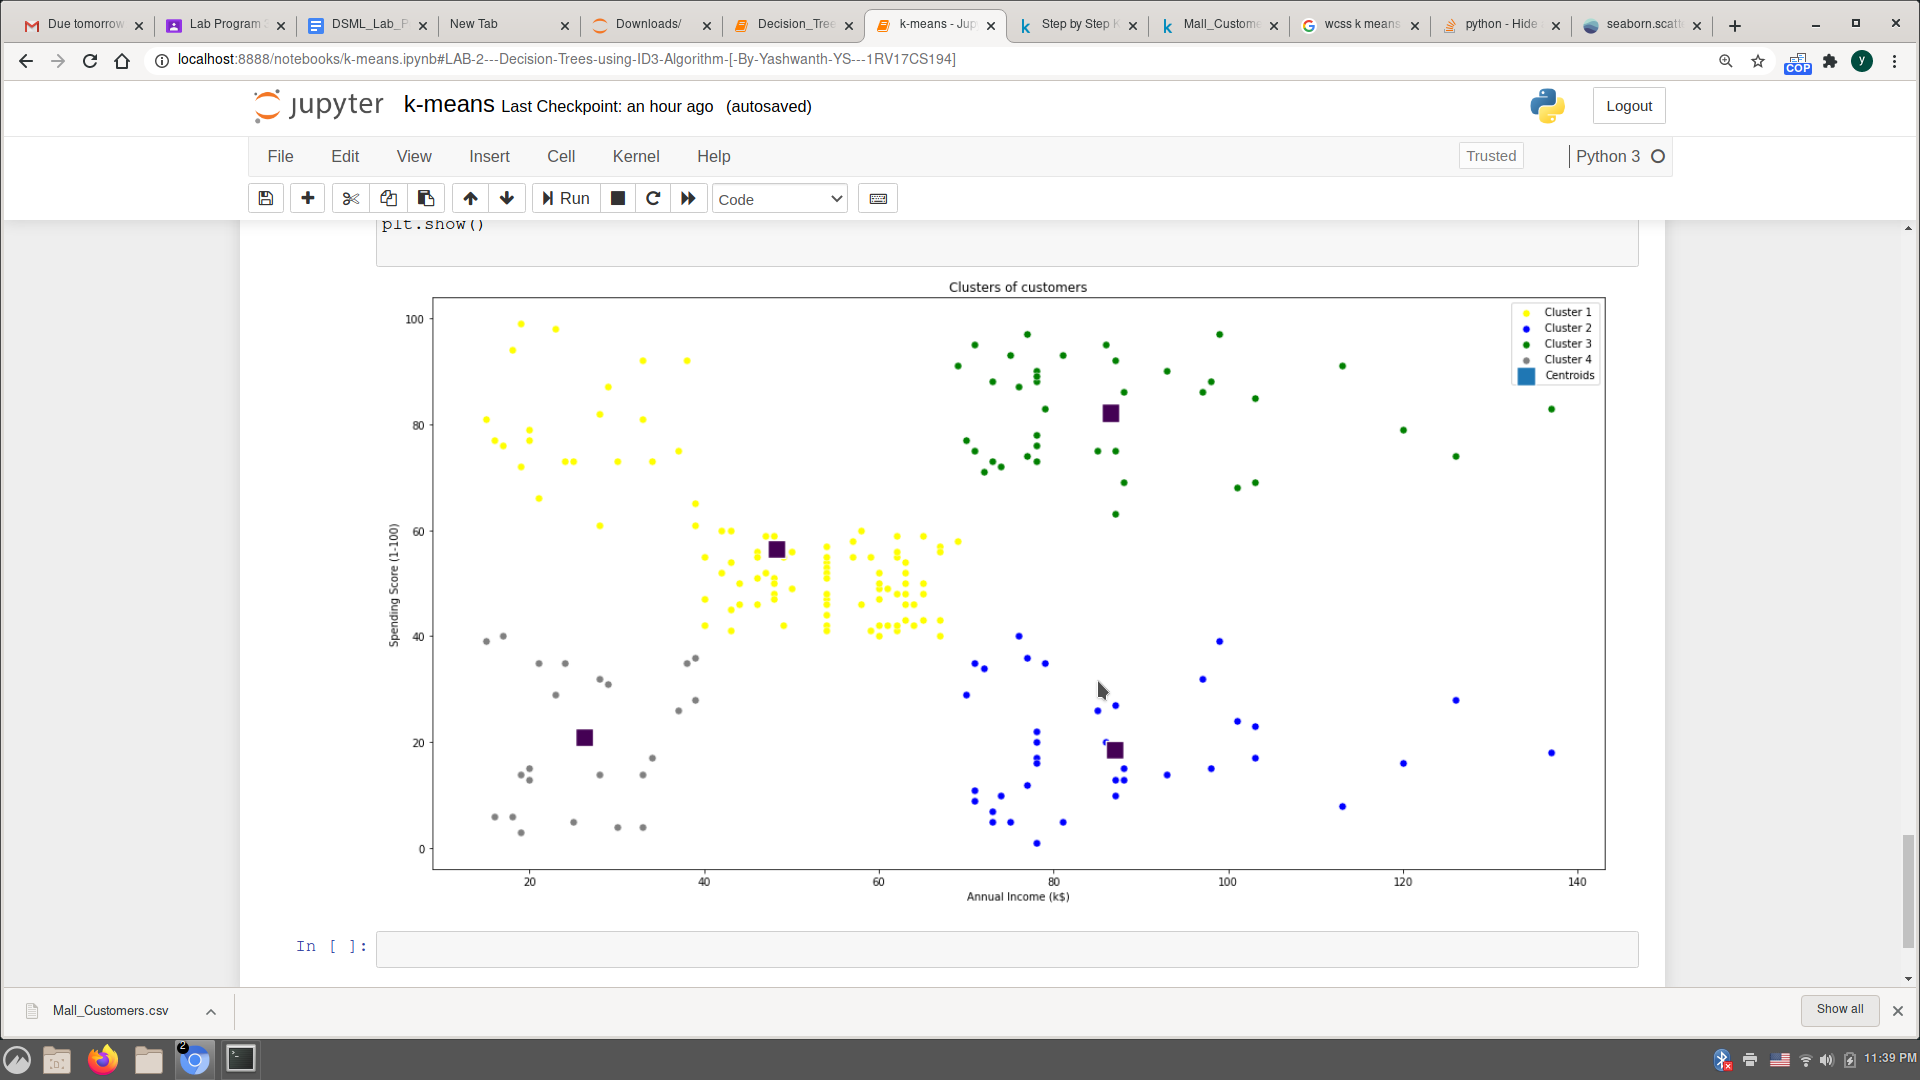 Due tomorrow
Lab Program
DSML_Lab_P
New Tab
Downloads/
Decision_Tree
k-means - Jup
Step by Step K
Mall_Custome
wcss k means
python - Hide
seaborn.scatt
localhost:8888/notebooks/k-means.ipynb#LAB-2---Decision-Trees-using-ID3-Algorithm-[-By-Yashwanth-YS---1RV17CS194]
COP
y
jupyter k-means Last Checkpoint: an hour ago (autosaved)
Logout
File Edit View Insert Cell Kernel Help
Trusted
Python 3
Run
Code
plt.show()
Clusters of customers
Cluster 1
Cluster 2
Cluster 3
Cluster 4
Centroids
100
80
60
40
20
0
Spending Score (1-100)
20 40 60 80 100 120 140
Annual Income (k$)
In [ ]:
Mall_Customers.csv
Show all
2
11:39 PM